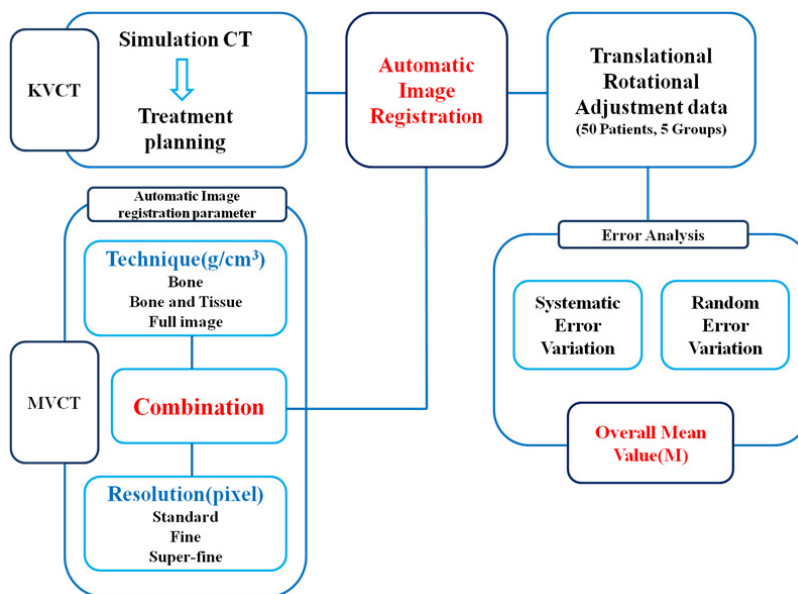 KVCT
Simulation CT
Treatment
planning
Automatic
Image
Registration
Translational
Rotational
Adjustment data
(50 Patients, 5 Groups)
MVCT
Automatic Image
registration parameter
Technique(g/cm³)
Bone
Bone and Tissue
Full image
Combination
Resolution(pixel)
Standard
Fine
Super-fine
Error Analysis
Systematic
Error
Variation
Random
Error
Variation
Overall Mean
Value(M)